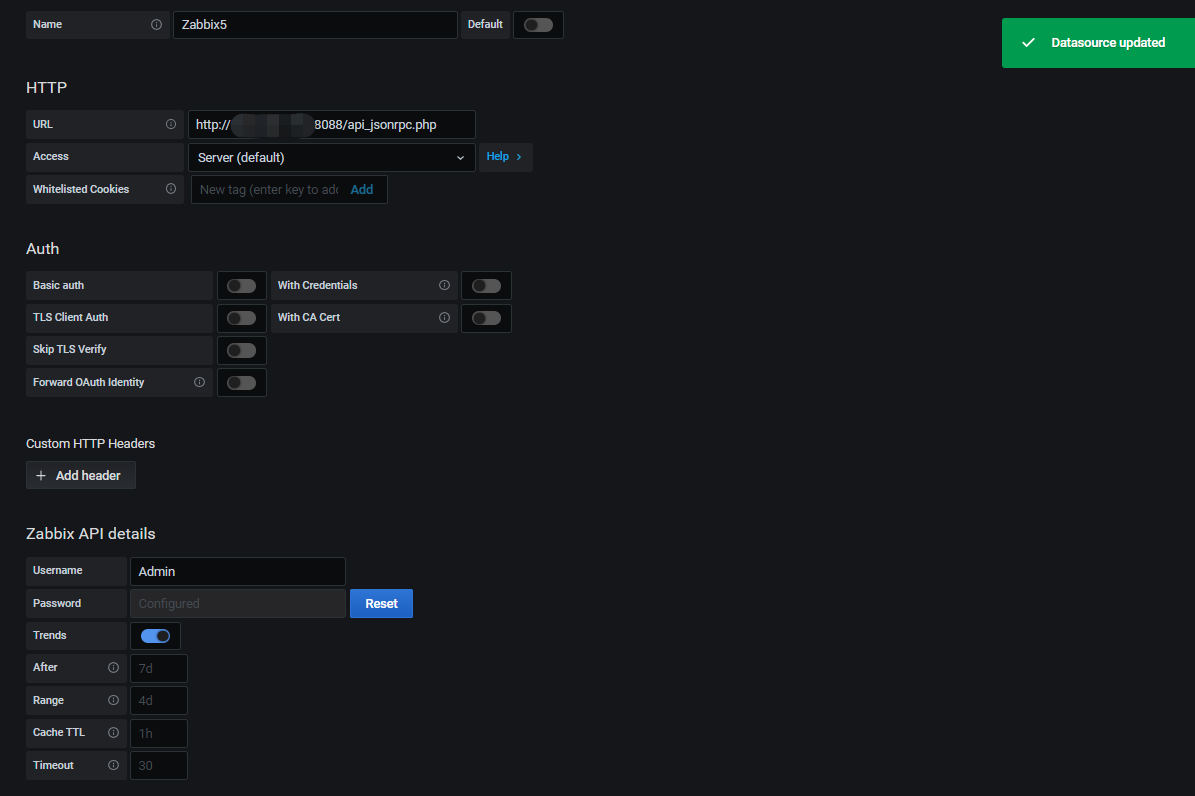 Name Zabbix5 Default
Datasource updated
HTTP
URL http:// 8088/api_jsonrpc.php
Access Server (default) Help
Whitelisted Cookies New tag (enter key to add Add
Auth
Basic auth With Credentials
TLS Client Auth With CA Cert
Skip TLS Verify
Forward OAuth Identity
Custom HTTP Headers
+ Add header
Zabbix API details
Username Admin
Password Configured Reset
Trends
After 7d
Range 4d
Cache TTL 1h
Timeout 30